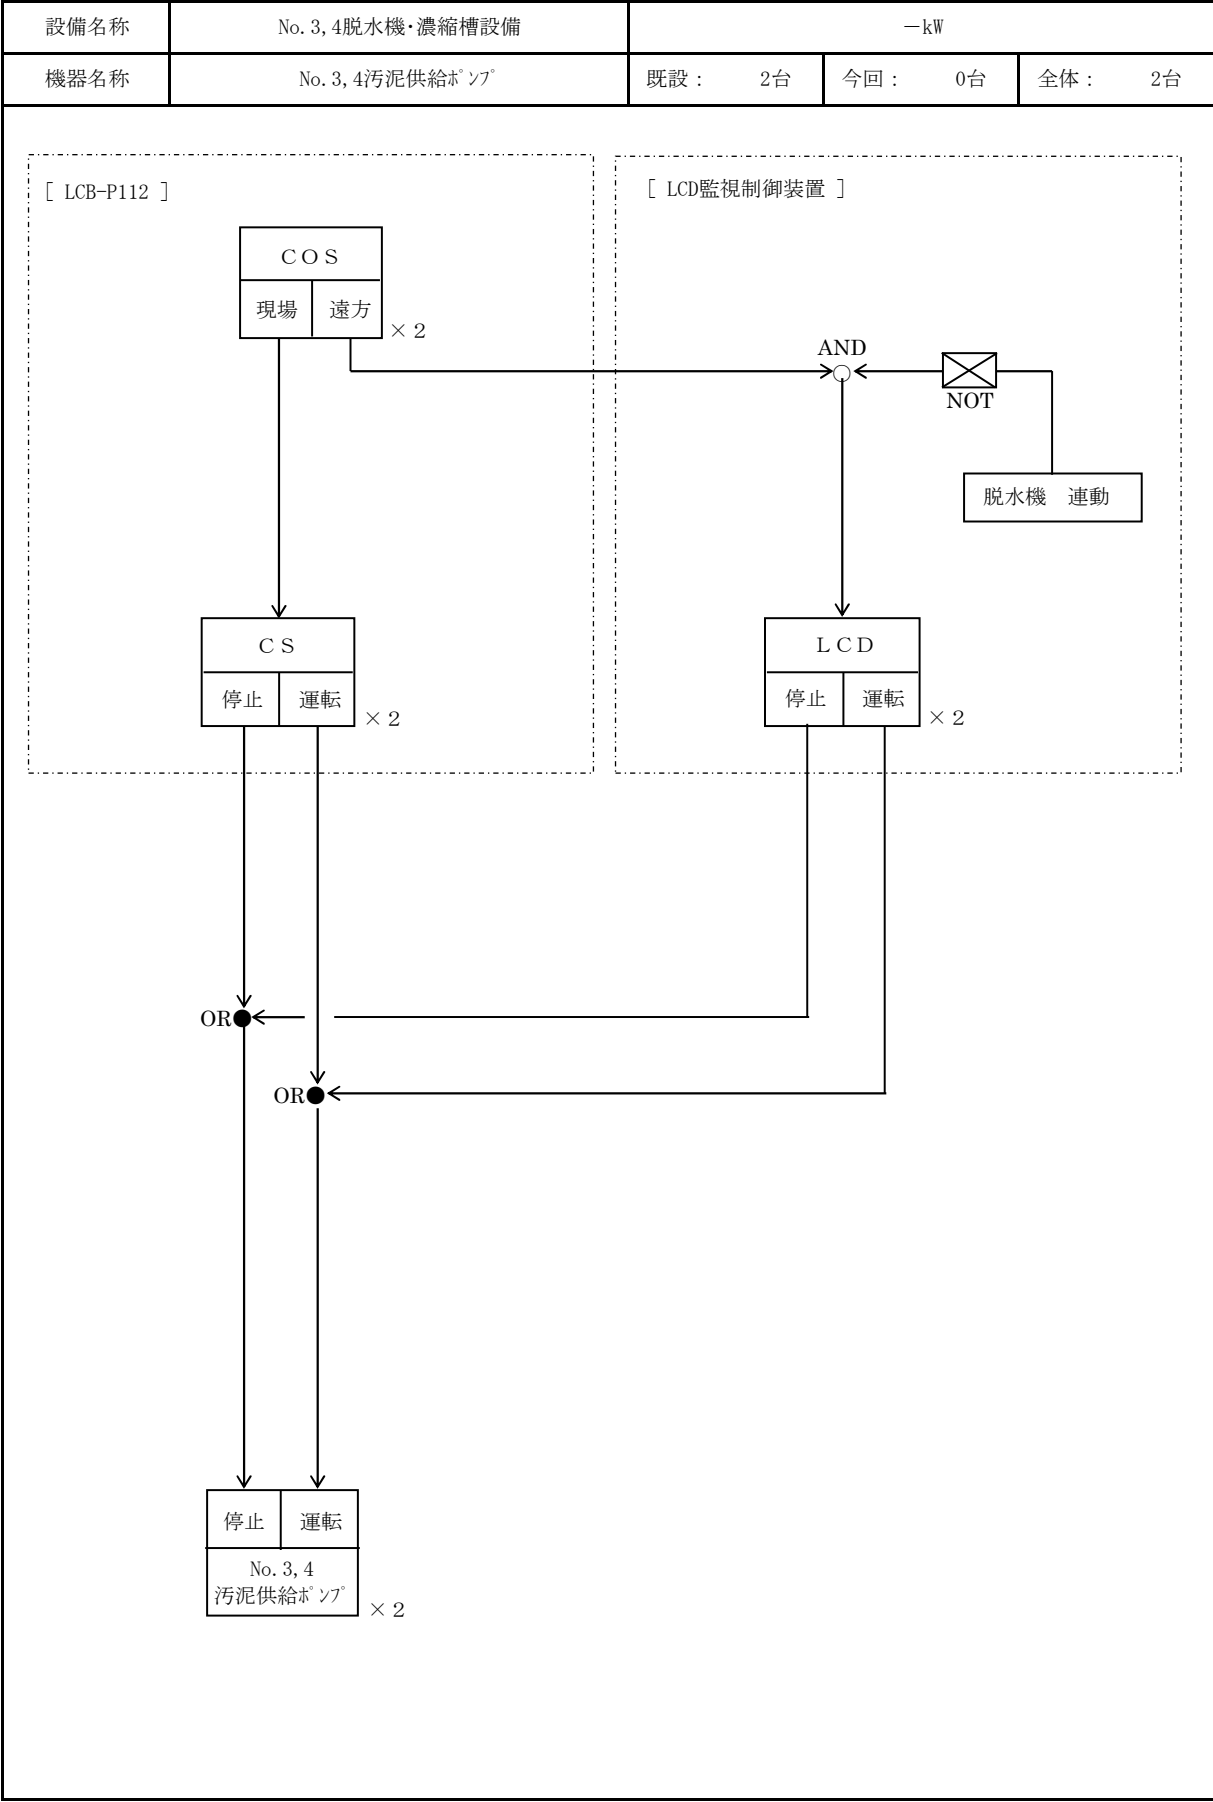 設備名称 No.3,4脱水機・濃縮槽設備 －kW
機器名称 No.3,4汚泥供給ﾎﾟﾝﾌﾟ 既設： 2台 今回： 0台 全体： 2台
[ LCB-P112 ]
[ LCD監視制御装置 ]
ＣＯＳ
現場 遠方
×２
AND
NOT
脱水機　連動
ＣＳ
停止 運転
×２
ＬＣＤ
停止 運転
×２
OR
OR
停止 運転
No.3,4
汚泥供給ﾎﾟﾝﾌﾟ
×２